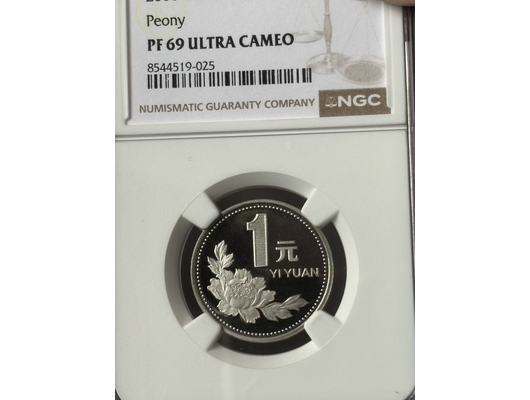 Peony
PF 69 ULTRA CAMEO
8544519-025
NUMISMATIC GUARANTY COMPANY
NGC
1元
YI YUAN